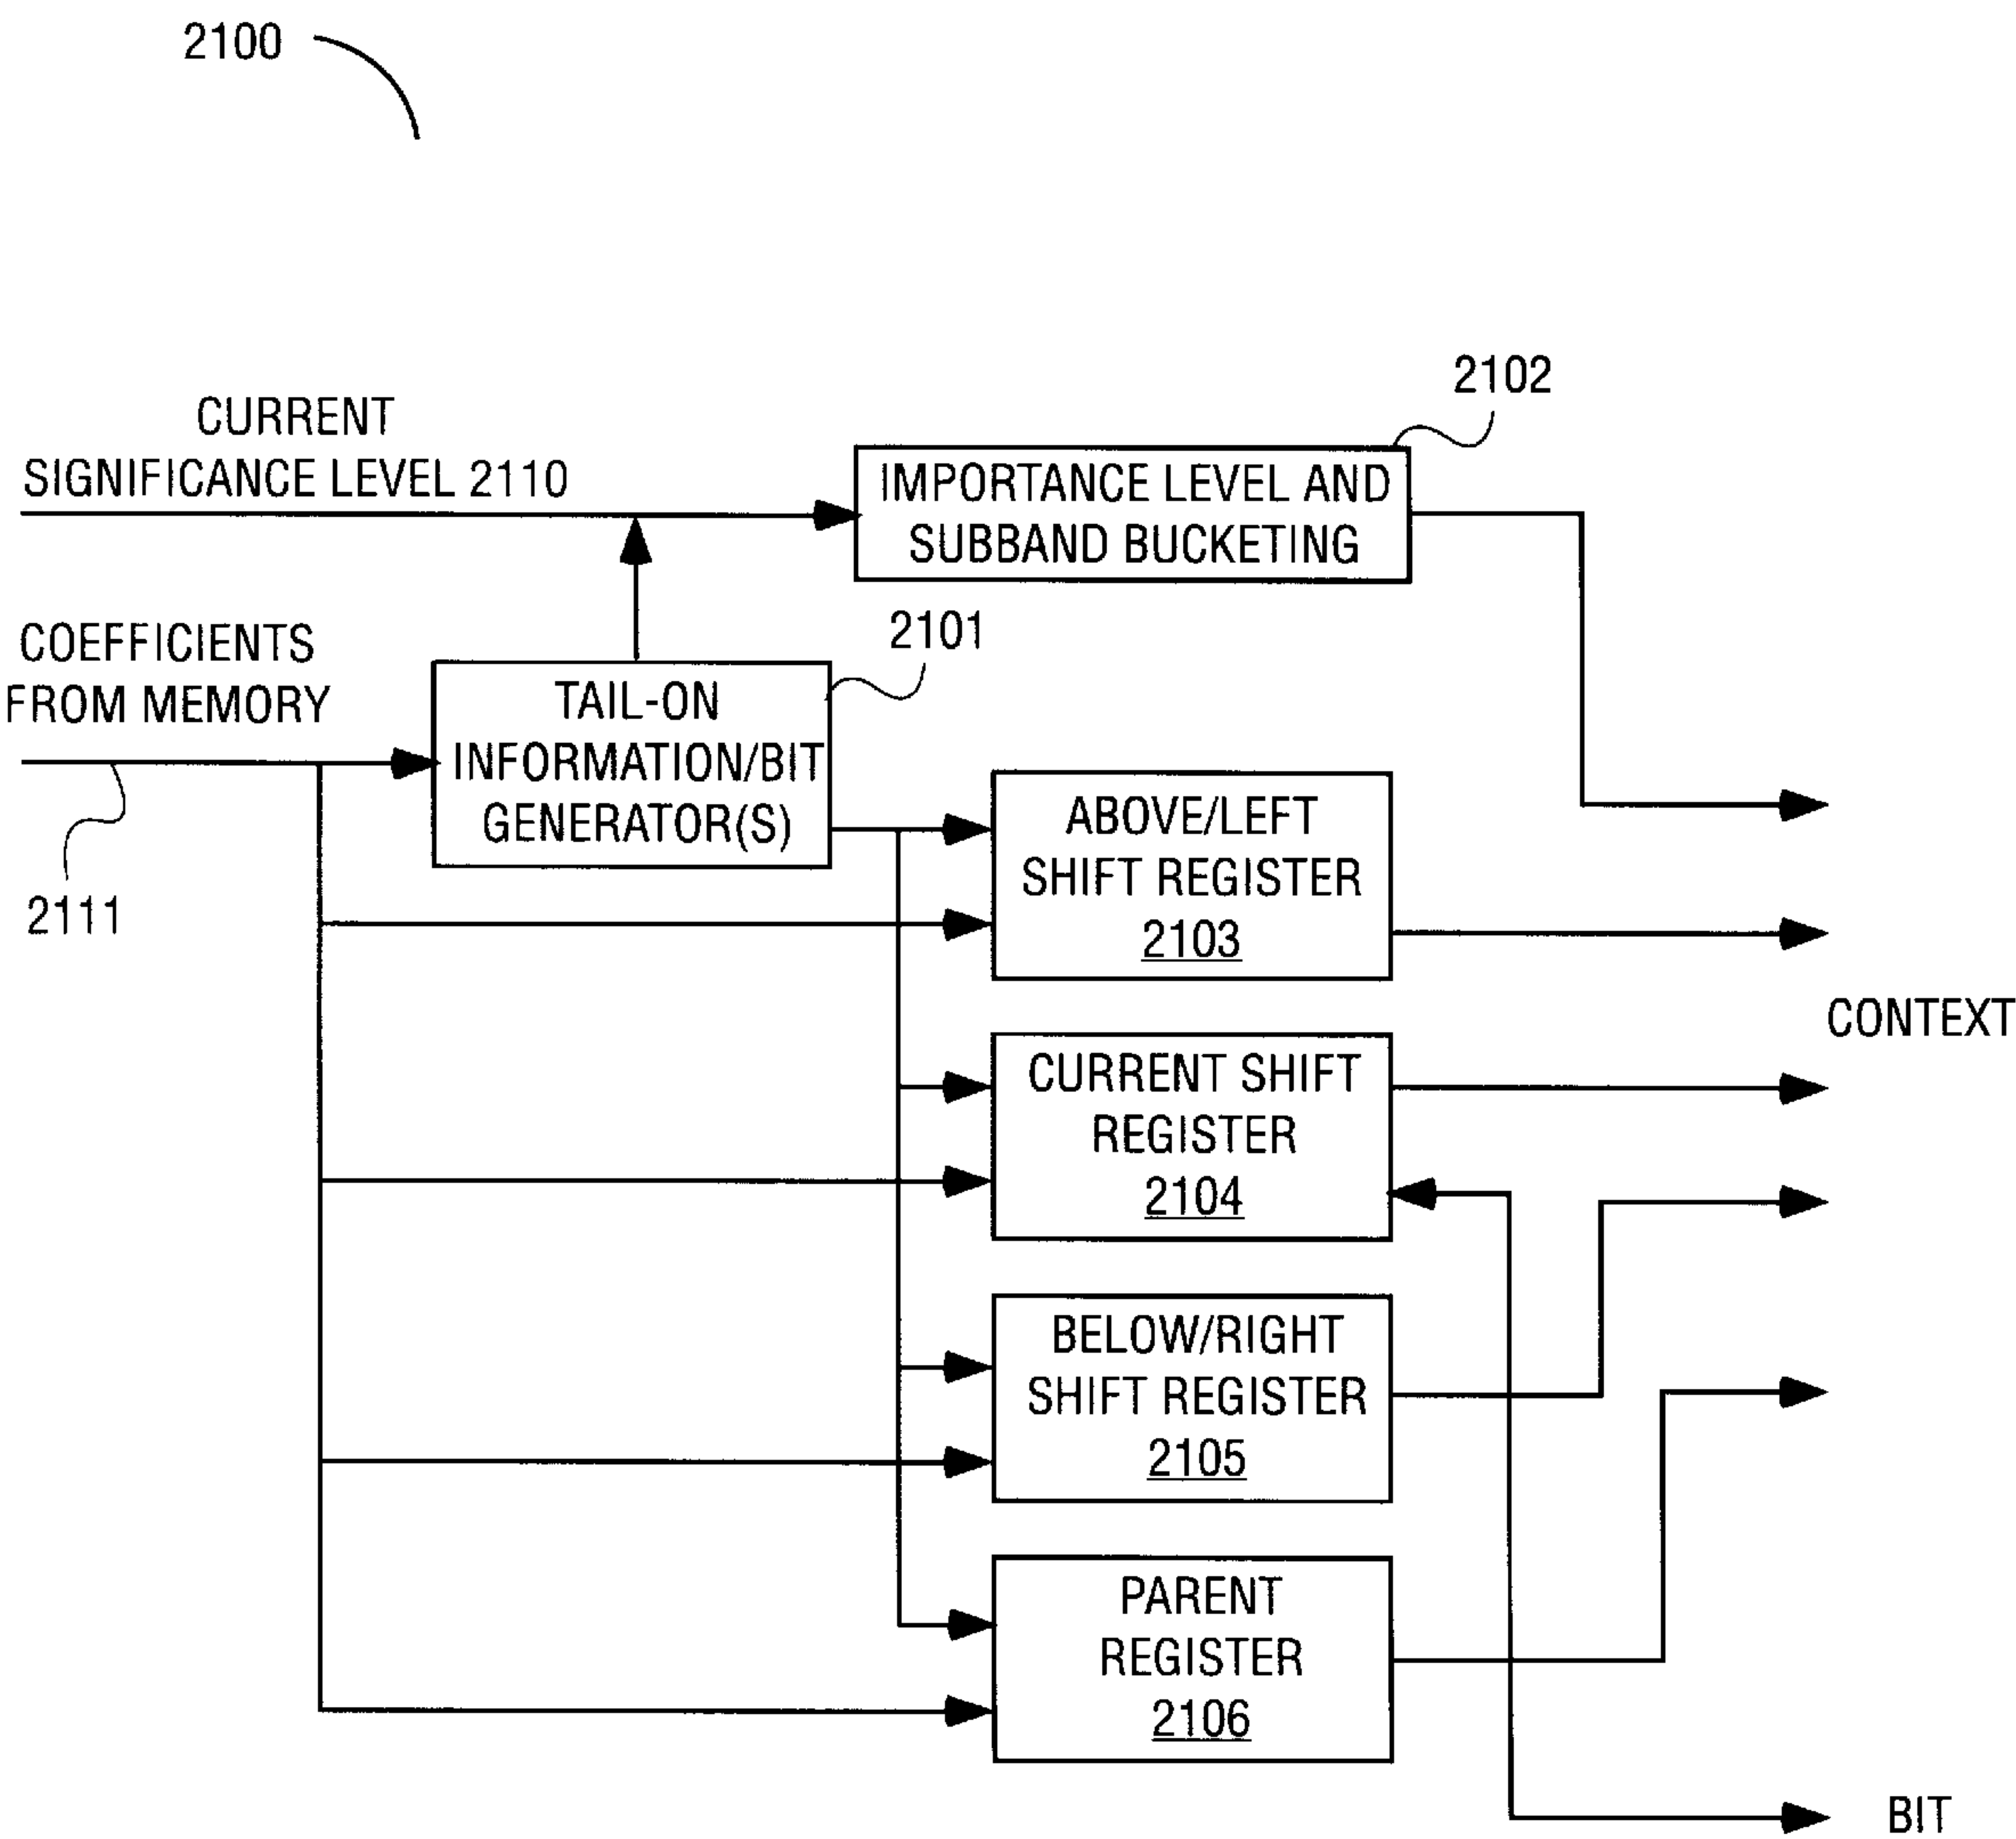 2100
CURRENT
SIGNIFICANCE LEVEL 2110
2102
IMPORTANCE LEVEL AND
SUBBAND BUCKETING
COEFFICIENTS
FROM MEMORY
2111
2101
TAIL-ON
INFORMATION/BIT
GENERATOR(S)
ABOVE/LEFT
SHIFT REGISTER
2103
CONTEXT
CURRENT SHIFT
REGISTER
2104
BELOW/RIGHT
SHIFT REGISTER
2105
PARENT
REGISTER
2106
BIT